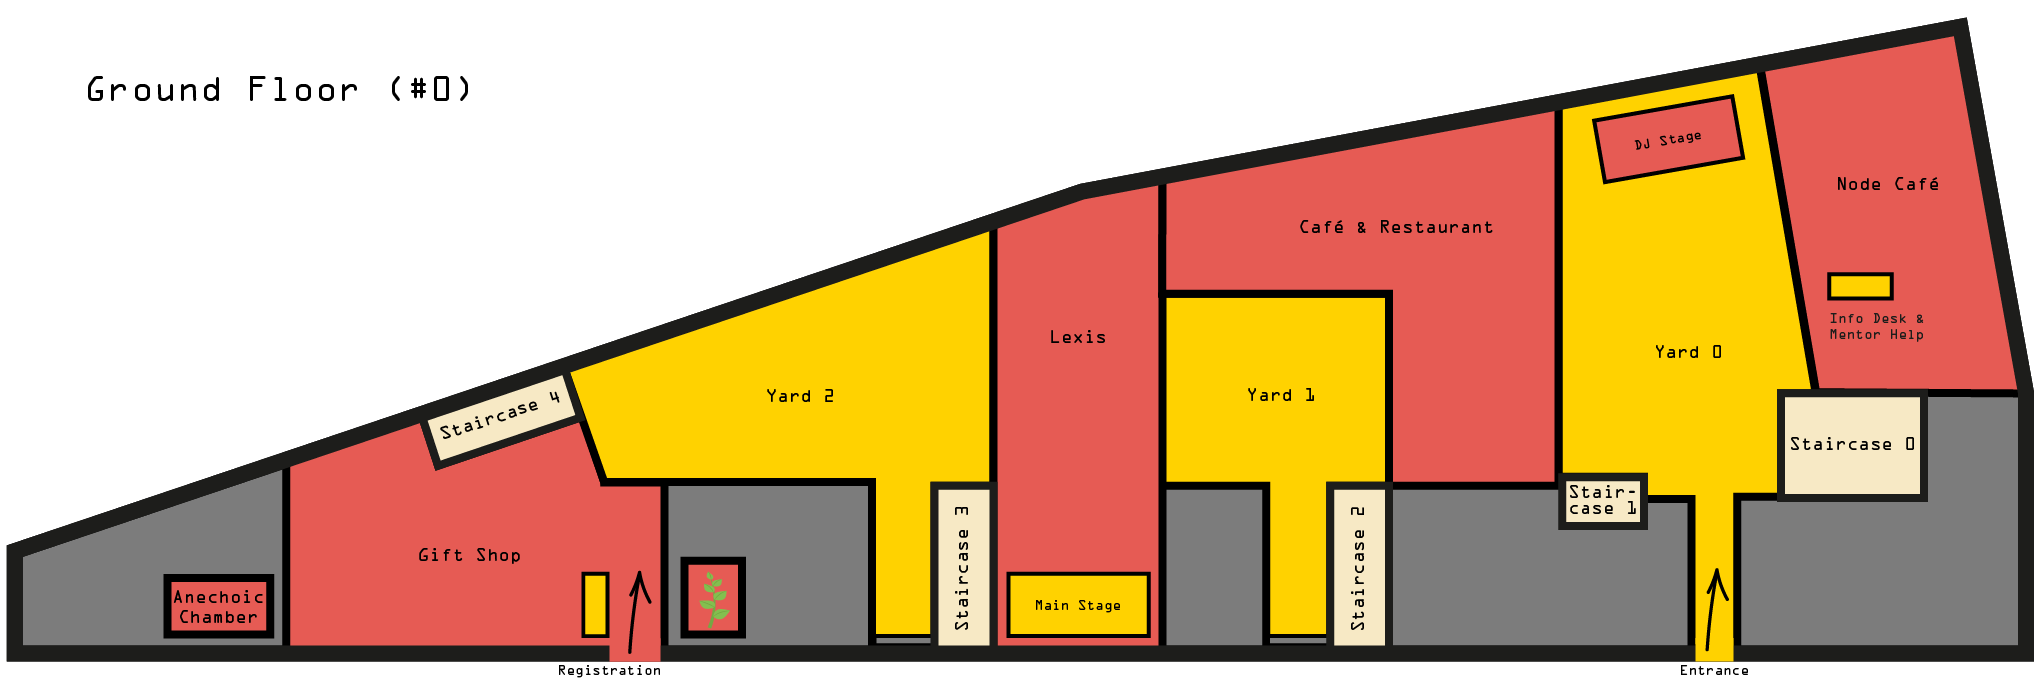 Ground Floor (#0)
DJ Stage
Node Café
Café & Restaurant
Info Desk &
Mentor Help
Lexis
Yard 0
Yard 2
Yard 1
Staircase 4
Staircase 0
Stair-
case 1
Gift Shop
Staircase 3
Staircase 2
Anechoic
Chamber
Main Stage
Registration
Entrance